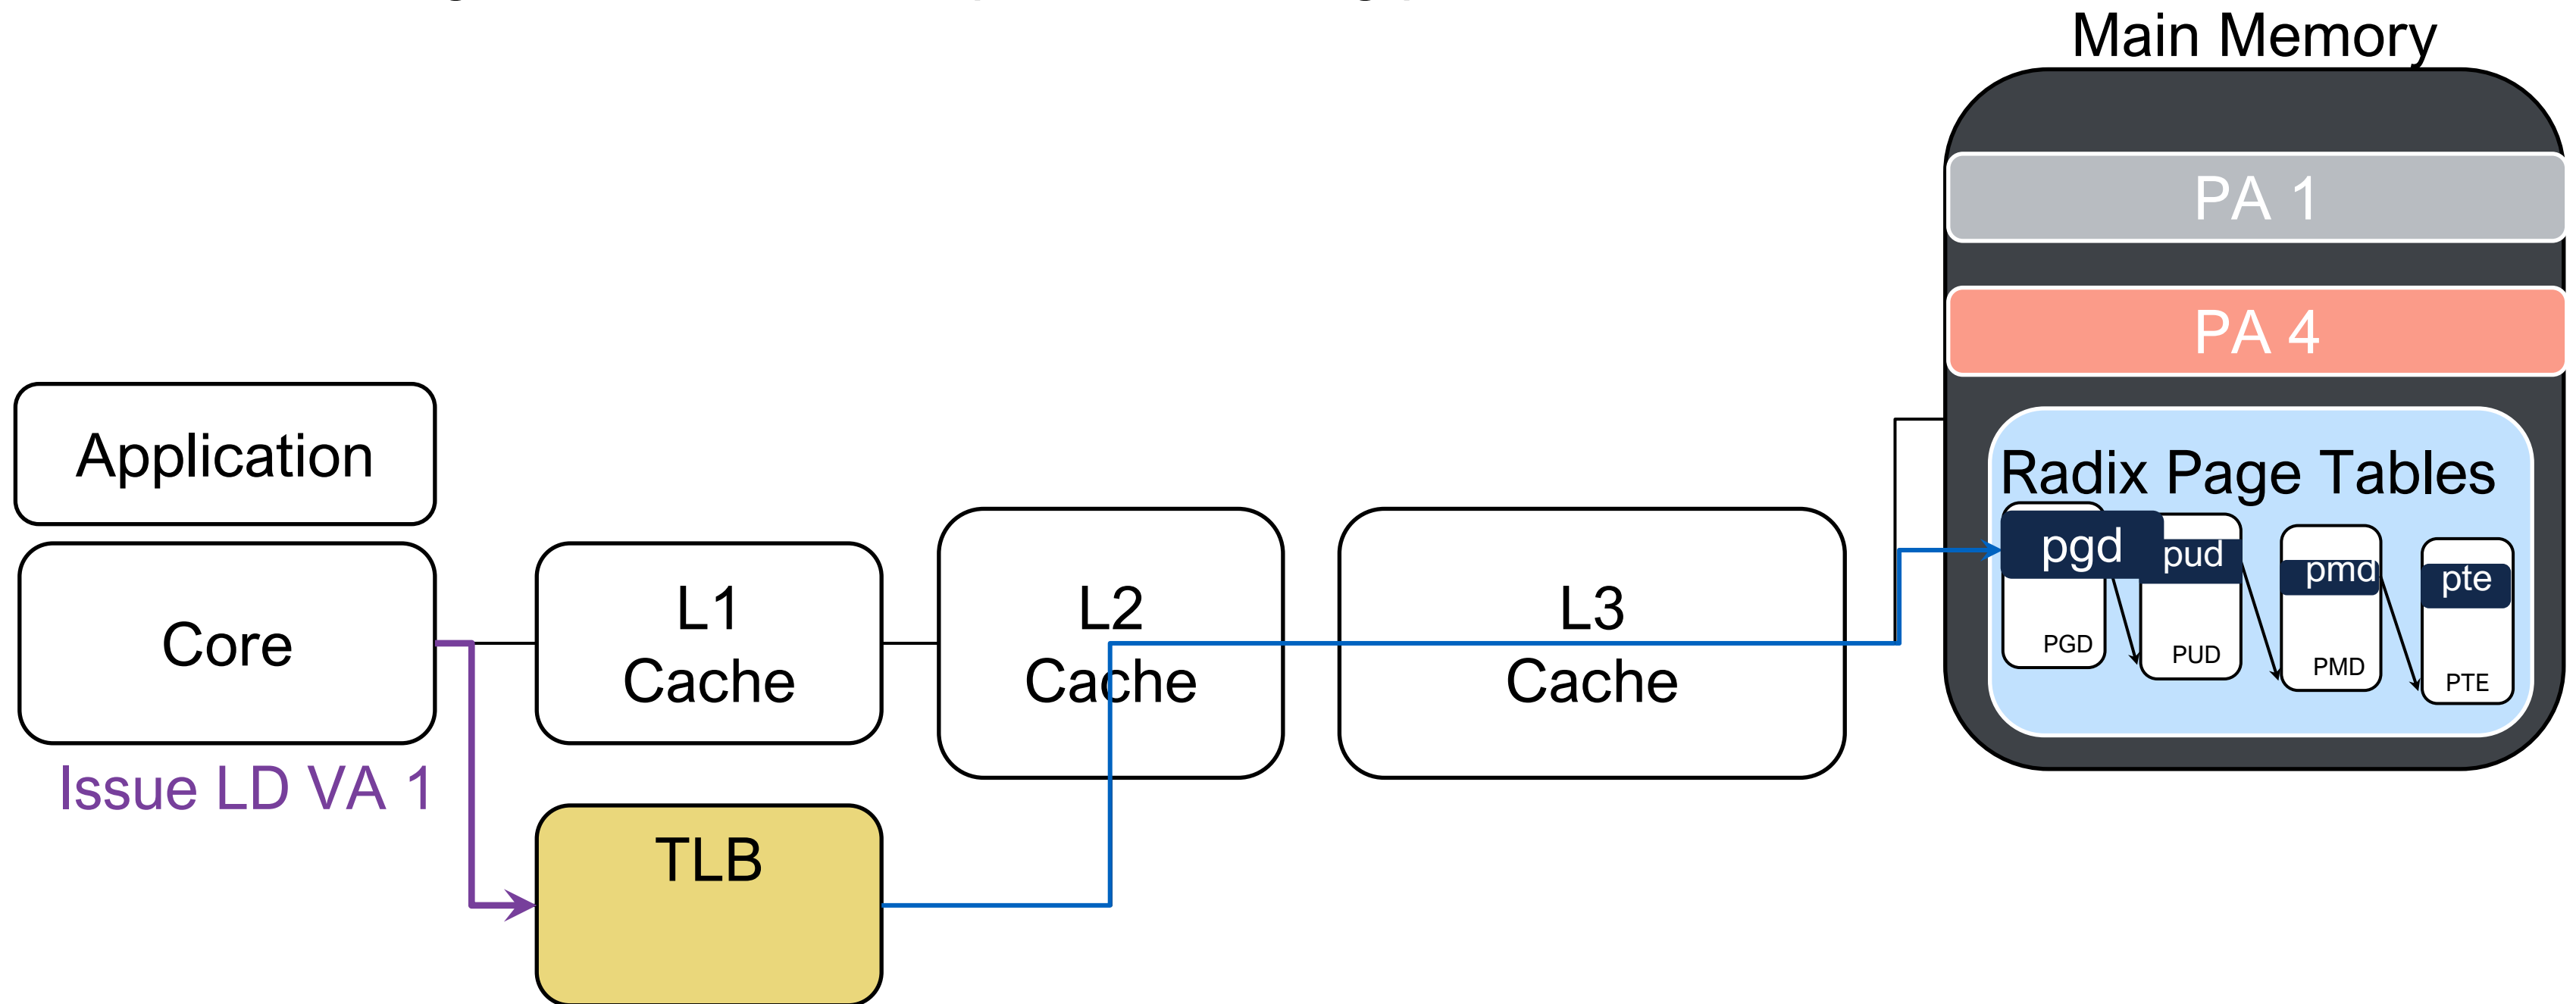 Main Memory
PA 1
PA 4
Application
Radix Page Tables
pgd
pud
pmd
pte
PGD
PUD
PMD
PTE
Core
L1
Cache
L2
Cache
L3
Cache
Issue LD VA 1
TLB